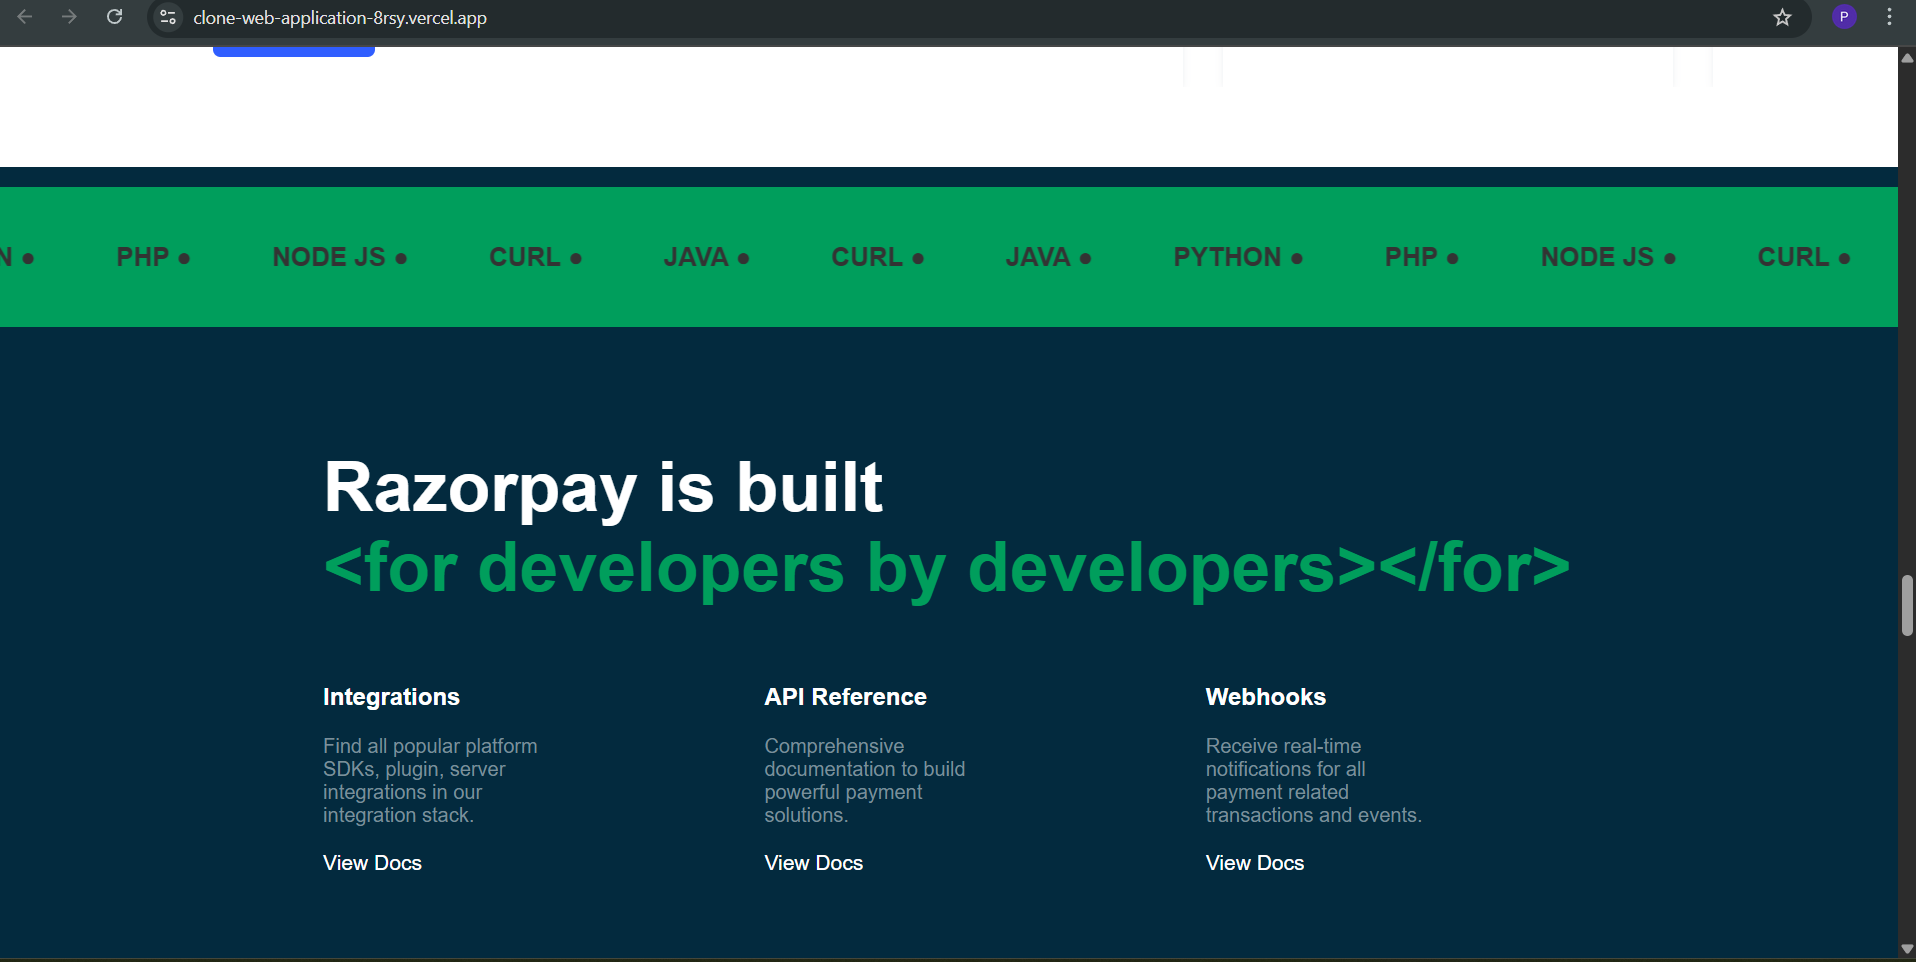 clone-web-application-8rsy.vercel.app
P
N ● PHP ● NODE JS ● CURL ● JAVA ● CURL ● JAVA ● PYTHON ● PHP ● NODE JS ● CURL ●
Razorpay is built
<for developers by developers></for>
Integrations
Find all popular platform
SDKs, plugin, server
integrations in our
integration stack.
View Docs
API Reference
Comprehensive
documentation to build
powerful payment
solutions.
View Docs
Webhooks
Receive real-time
notifications for all
payment related
transactions and events.
View Docs